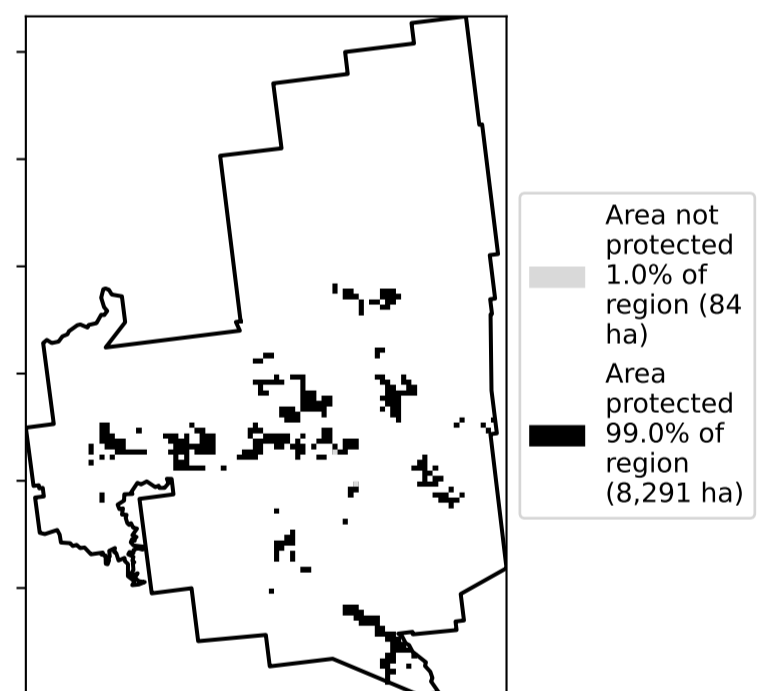 Area not
protected
1.0% of
region (84
ha)
Area
protected
99.0% of
region
(8,291 ha)